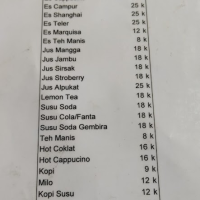 Es Campur 25 k
Es Shanghai 25 k
Es Teler 25 k
Es Marquisa 12 k
Es Teh Manis 8 k
Jus Mangga 18 k
Jus Jambu 18 k
Jus Sirsak 18 k
Jus Stroberry 18 k
Jus Alpukat 25 k
Lemon Tea 18 k
Susu Soda 18 k
Susu Cola/Fanta 18 k
Susu Soda Gembira 18 k
Teh Manis 8 k
Hot Coklat 16 k
Hot Cappucino 16 k
Kopi 9 k
Milo 12 k
Kopi Susu 12 k